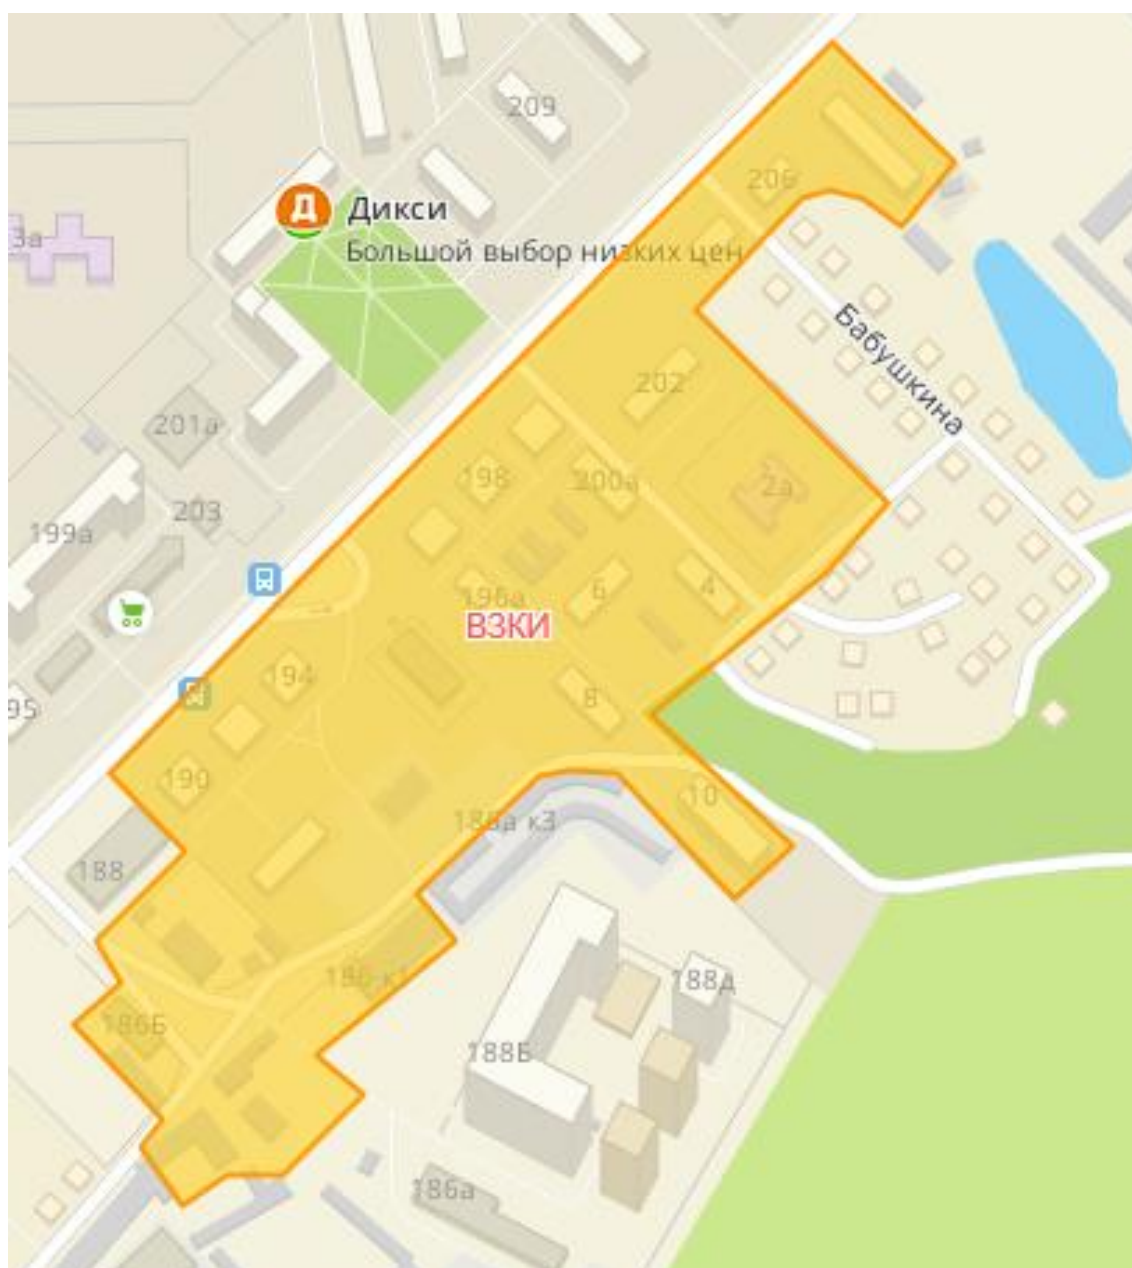 209
206
Д Дикси
Большой выбор низких цен
3а
Бабушкина
202
201а
198
200а
2а
203
199а
196а
6
4
ВЗКИ
194
8
95
190
10
188а к3
188
186 к1
188д
186Б
188Б
186а